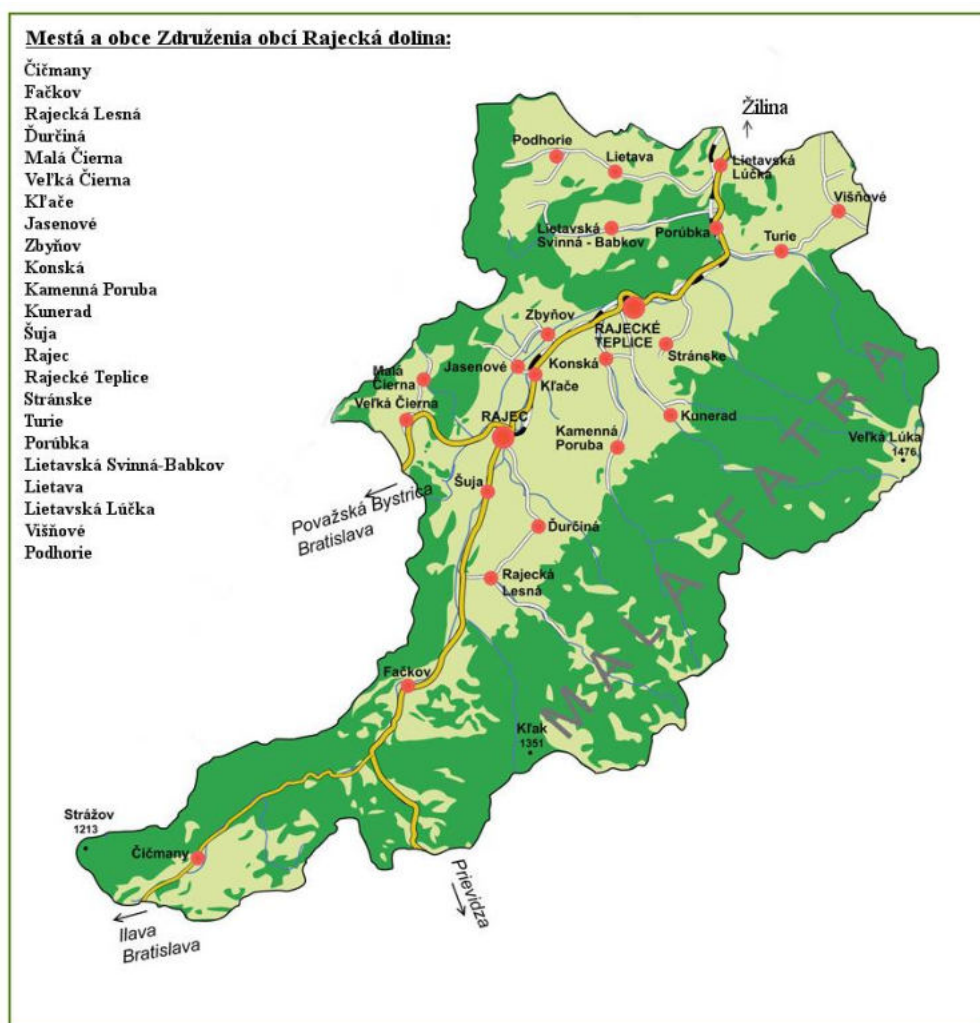 Mestá a obce Združenia obcí Rajecká dolina:
Čičmany
Fačkov
Rajecká Lesná
Ďurčiná
Malá Čierna
Veľká Čierna
Kľače
Jasenové
Zbyňov
Konská
Kamenná Poruba
Kunerad
Šuja
Rajec
Rajecké Teplice
Stránske
Turie
Porúbka
Lietavská Svinná-Babkov
Lietava
Lietavská Lúčka
Višňové
Podhorie
Žilina
Podhorie
Lietava
Lietavská
Lúčka
Višňové
Lietavská
Svinná - Babkov
Porúbka
Turie
Zbyňov
RAJECKÉ
TEPLICE
Stránske
Jasenové
Konská
Kľače
Malá
Čierna
Veľká Čierna
RAJEC
Kunerad
Kamenná
Poruba
Veľká Lúka
1476
Šuja
Považská Bystrica
Bratislava
Ďurčiná
Rajecká
Lesná
MALÁ FATRA
Fačkov
Kľak
1351
Strážov
1213
Čičmany
Prievidza
Ilava
Bratislava